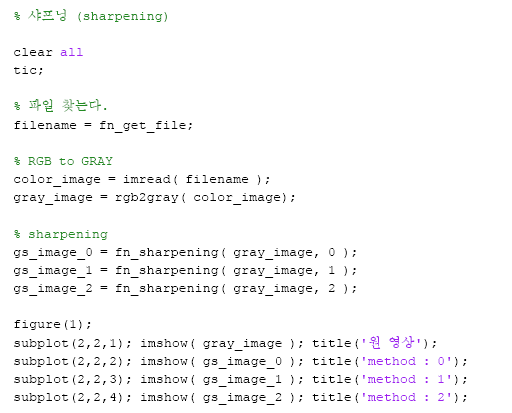 % 샤프닝 (sharpening)
clear all
tic;
% 파일 찾는다.
filename = fn_get_file;
% RGB to GRAY
color_image = imread( filename );
gray_image = rgb2gray( color_image);
% sharpening
gs_image_0 = fn_sharpening( gray_image, 0 );
gs_image_1 = fn_sharpening( gray_image, 1 );
gs_image_2 = fn_sharpening( gray_image, 2 );
figure(1);
subplot(2,2,1); imshow( gray_image ); title('원 영상');
subplot(2,2,2); imshow( gs_image_0 ); title('method : 0');
subplot(2,2,3); imshow( gs_image_1 ); title('method : 1');
subplot(2,2,4); imshow( gs_image_2 ); title('method : 2');